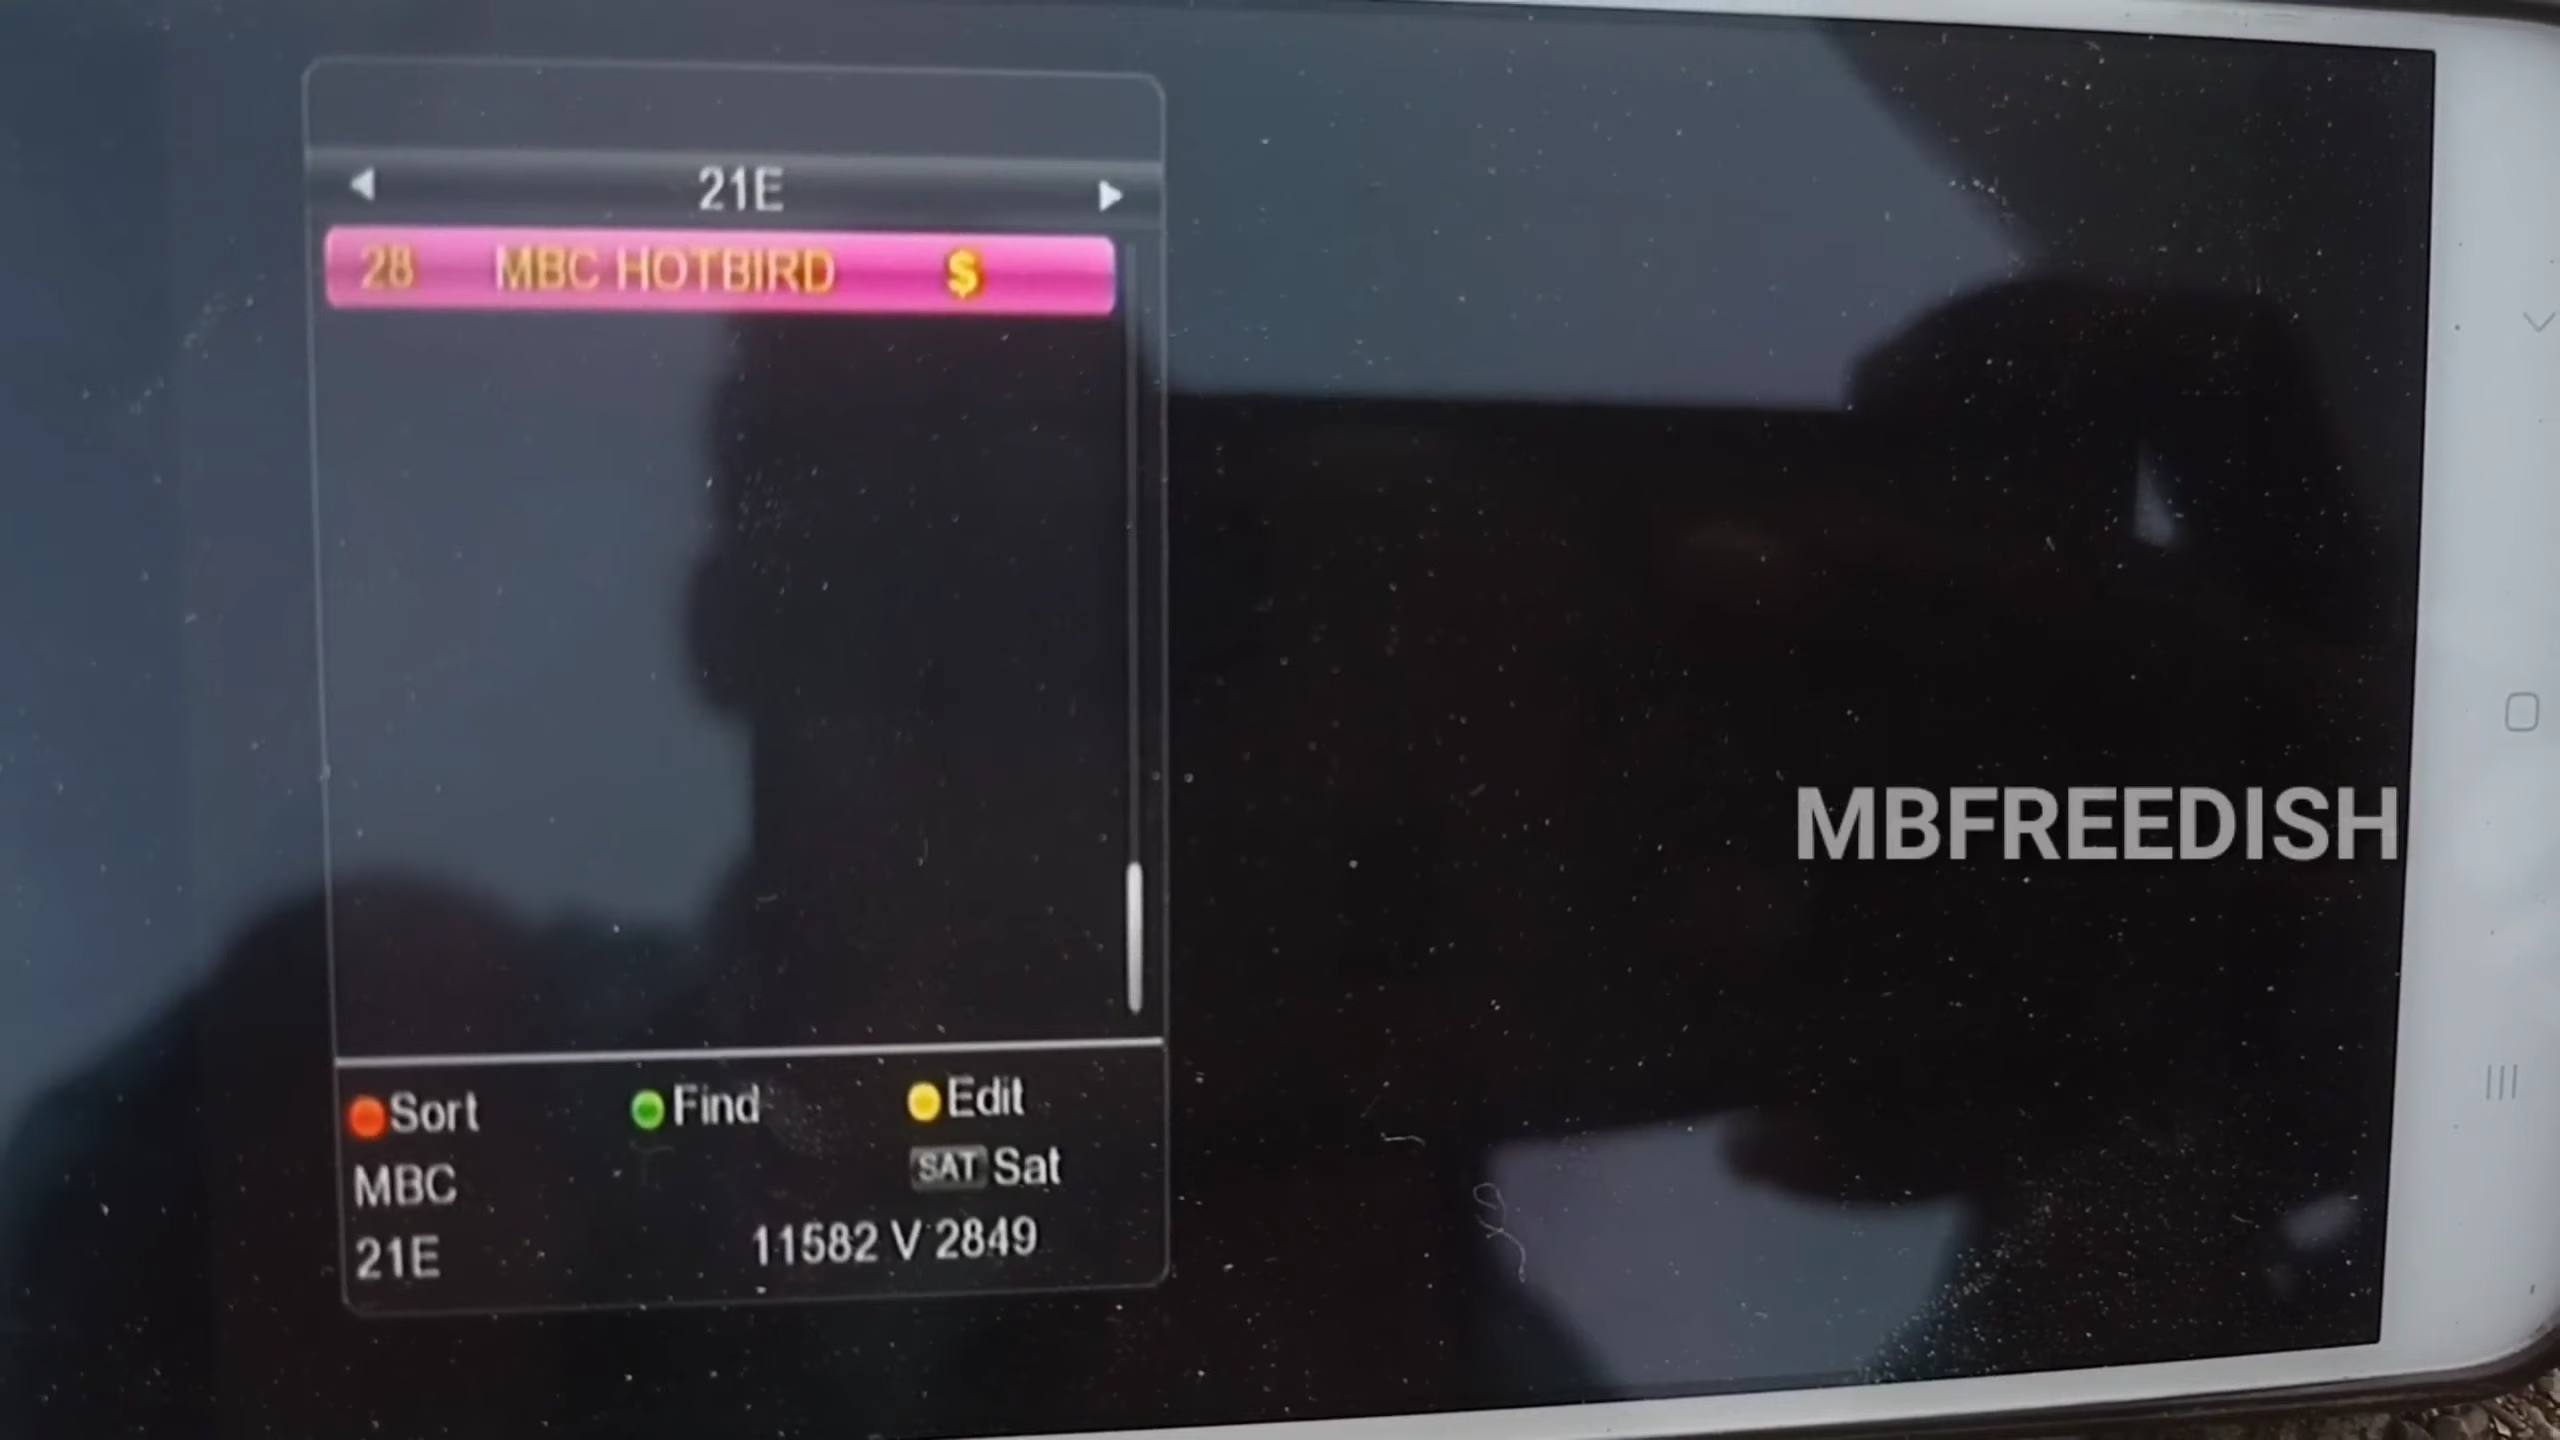 21E
28 MBC HOTBIRD $
MBFREEDISH
Sort Find Edit
MBC SAT Sat
21E 11582 V 2849